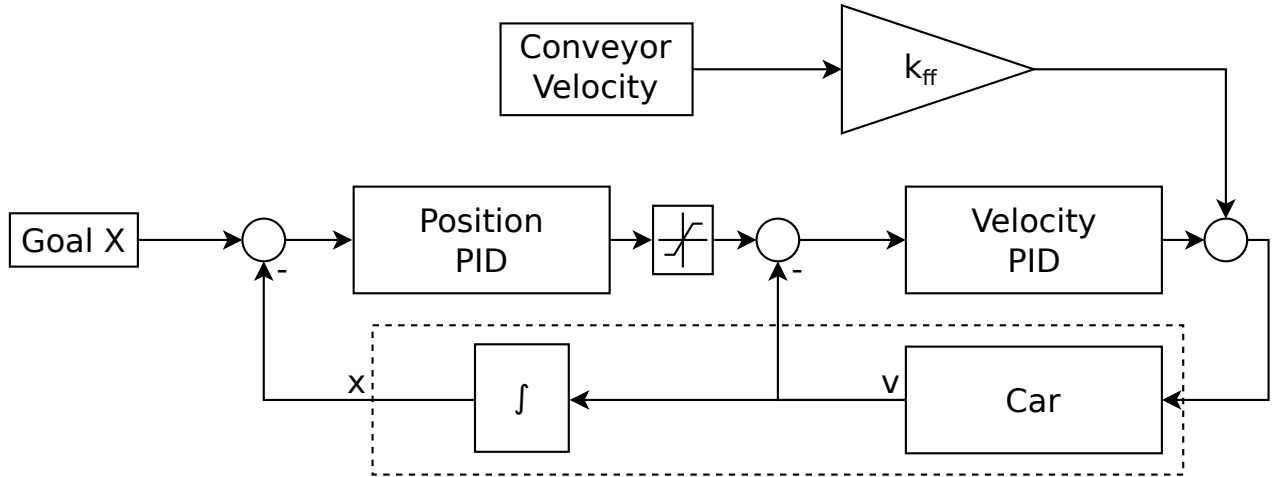 Conveyor
Velocity
kff
Goal X
Position
PID
-
-
Velocity
PID
x
∫
v
Car